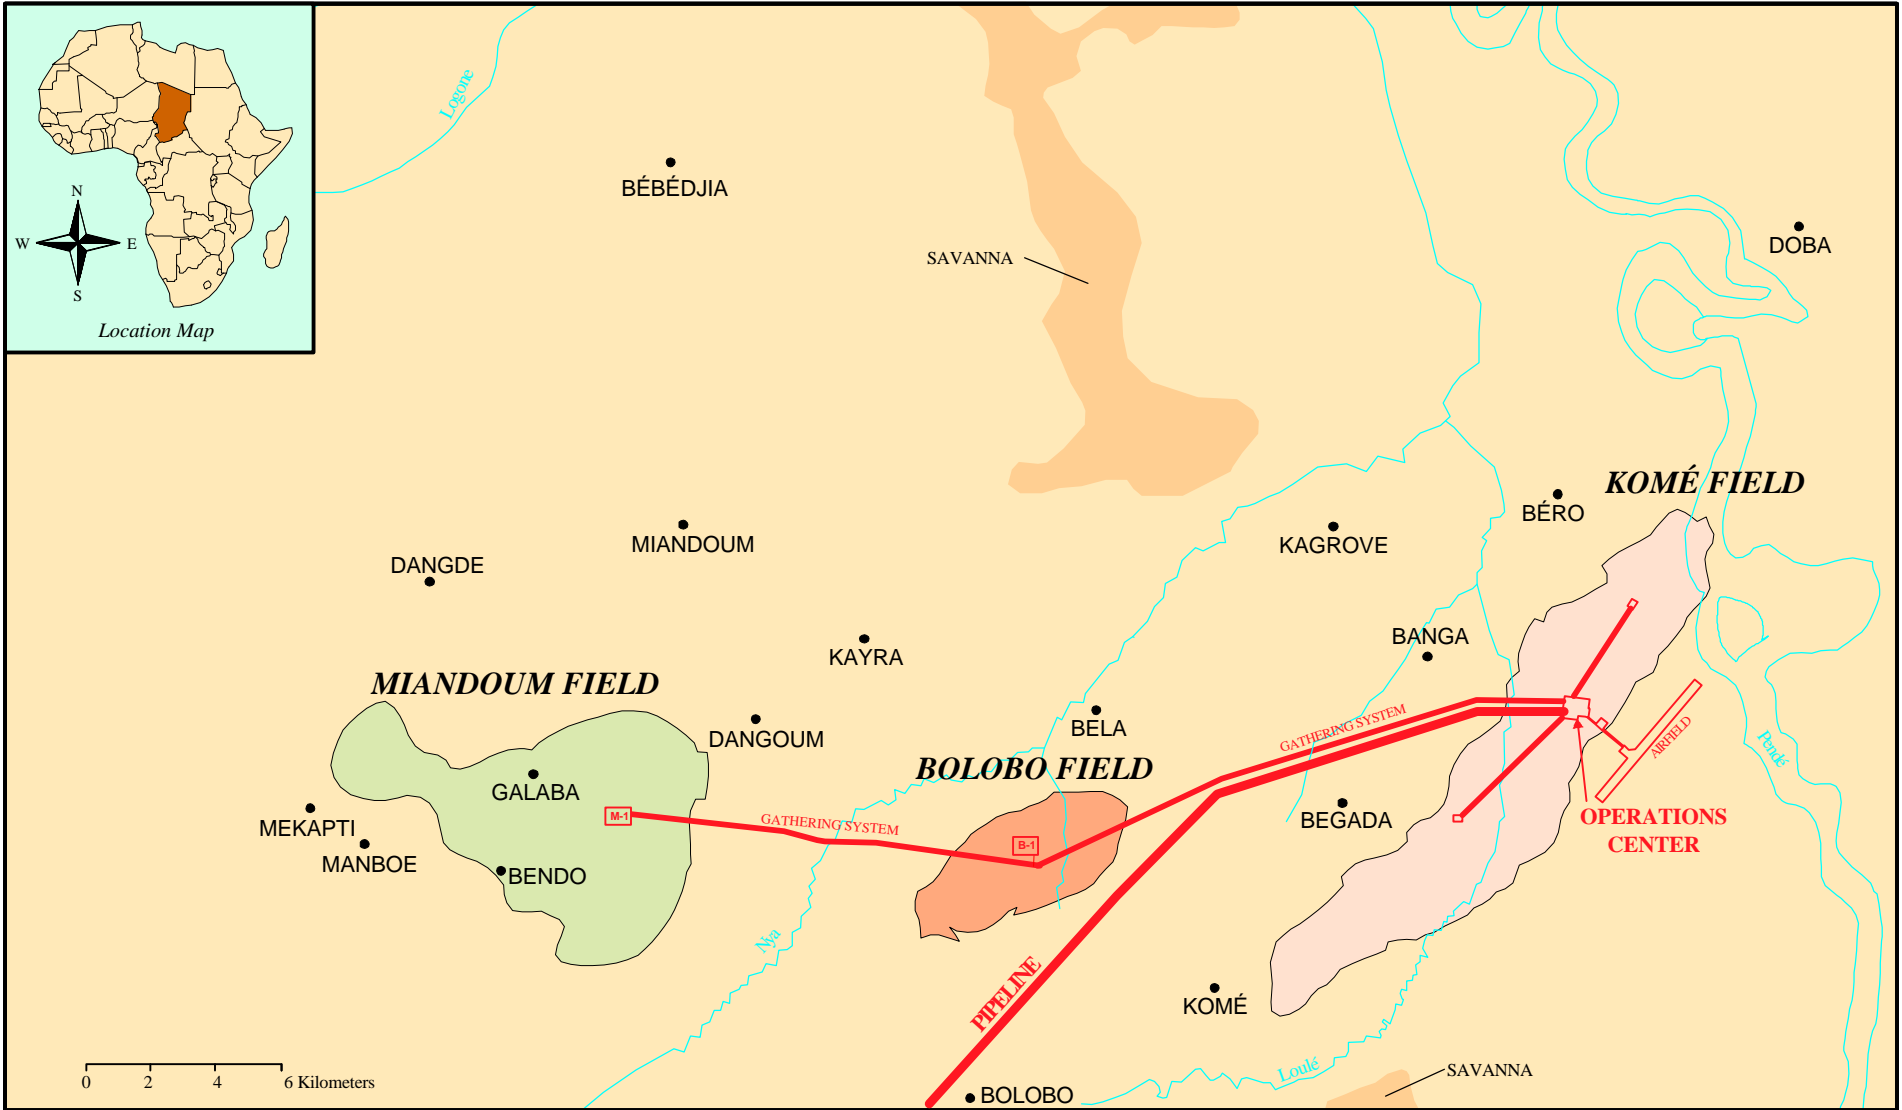 N
W
E
S
Location Map
Logone
BÉBÉDJIA
SAVANNA
DOBA
KOMÉ FIELD
BÉRO
MIANDOUM
KAGROVE
DANGDE
BANGA
KAYRA
MIANDOUM FIELD
BELA
DANGOUM
GATHERING SYSTEM
AIRFIELD
Pendé
BOLOBO FIELD
GALABA
M-1
GATHERING SYSTEM
MEKAPTI
BEGADA
OPERATIONS
CENTER
B-1
MANBOE
BENDO
Nya
PIPELINE
KOMÉ
Loulé
SAVANNA
0 2 4 6 Kilometers
BOLOBO